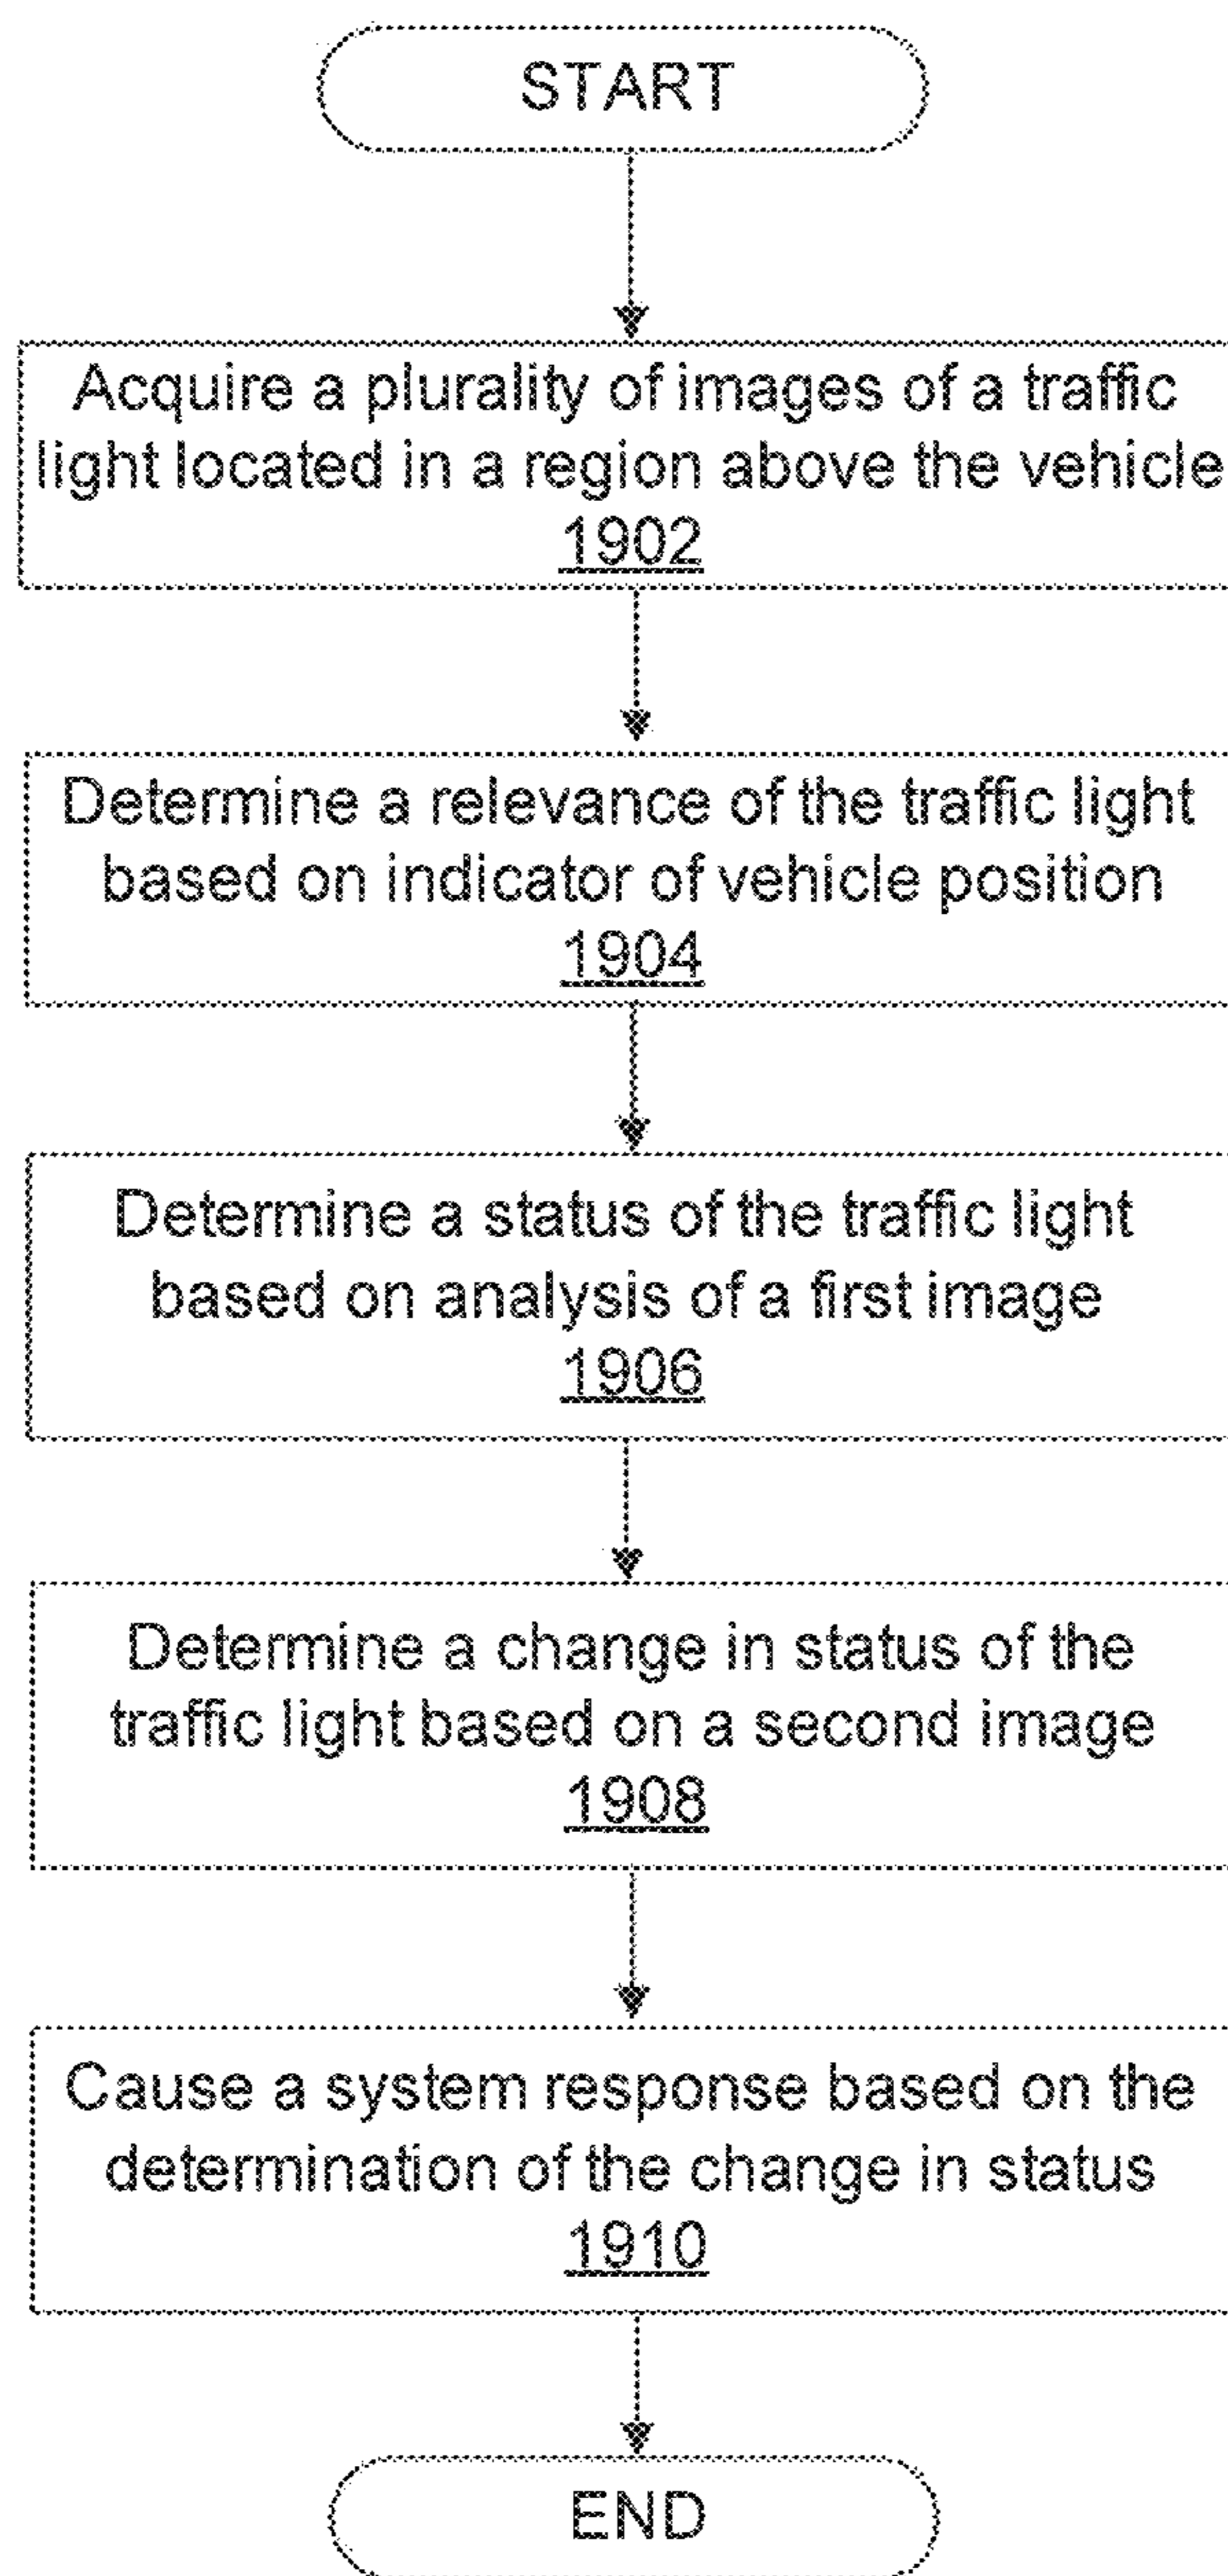 START
Acquire a plurality of images of a traffic
light located in a region above the vehicle
1902
Determine a relevance of the traffic light
based on indicator of vehicle position
1904
Determine a status of the traffic light
based on analysis of a first image
1906
Determine a change in status of the
traffic light based on a second image
1908
Cause a system response based on the
determination of the change in status
1910
END